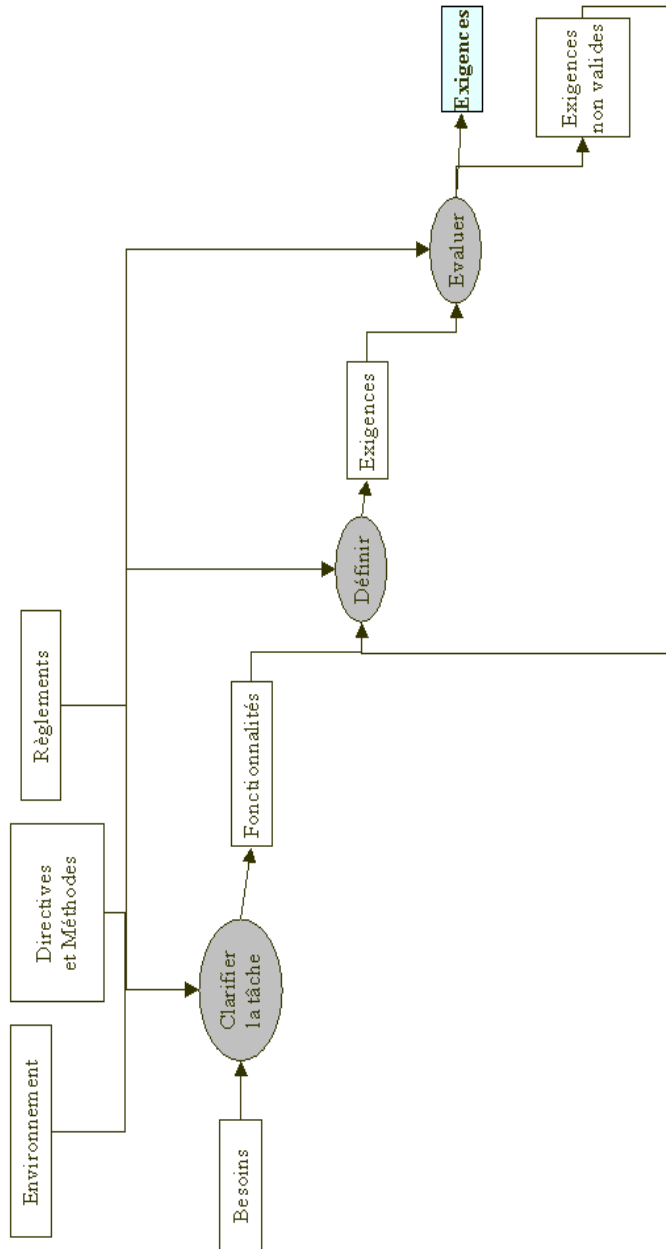 Environnement
Directives
et Méthodes
Règlements
Besoins
Clarifier
la tâche
Fonctionnalités
Définir
Exigences
Evaluer
Exigences
Exigences
non valides